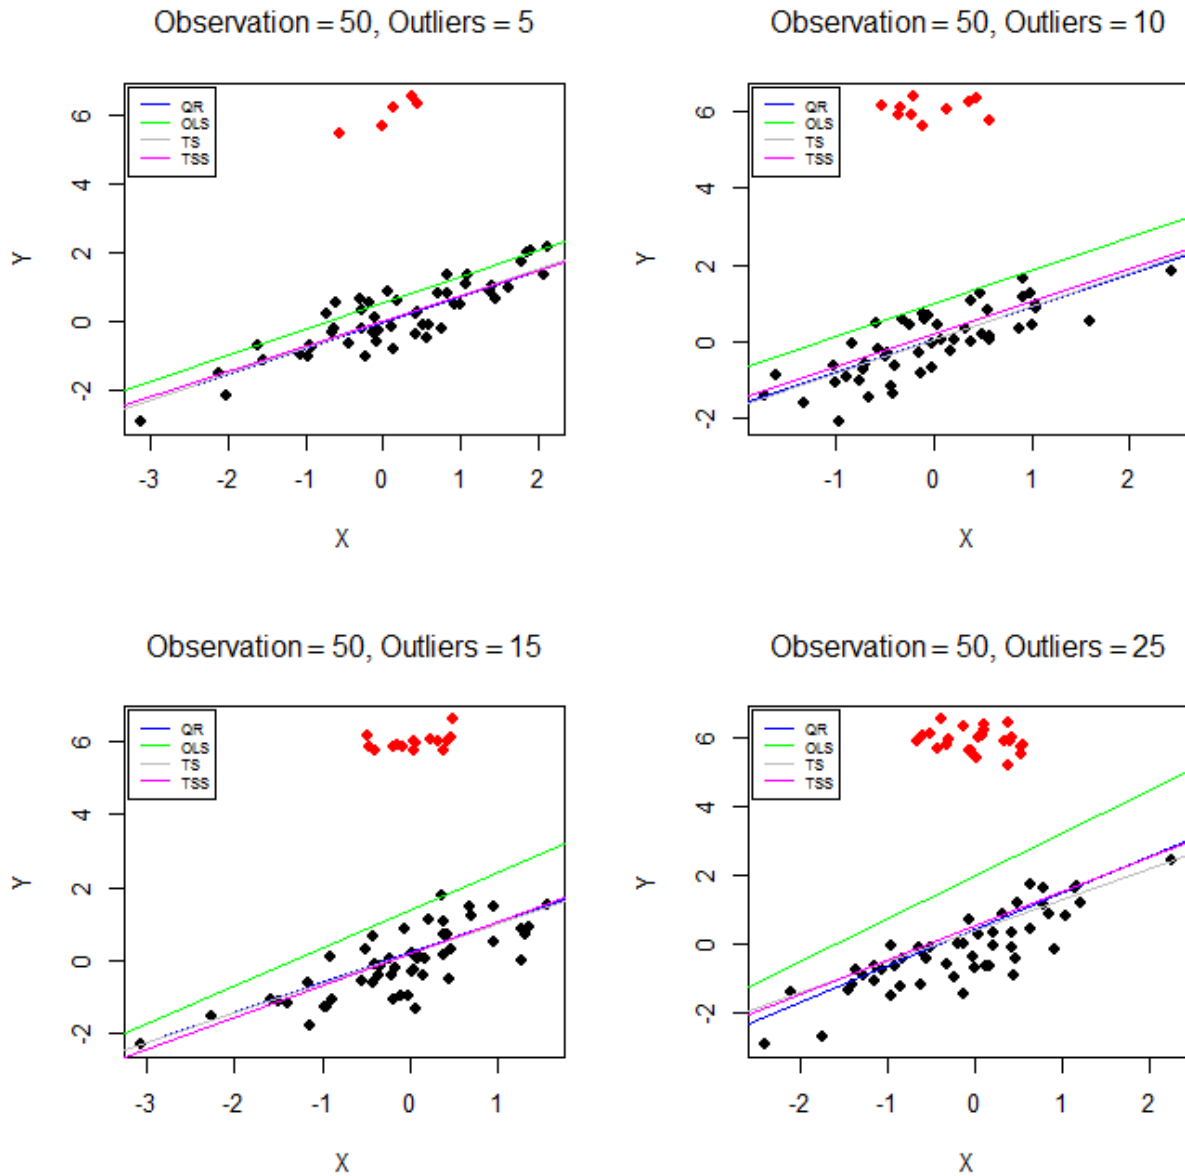 Observation = 50, Outliers = 5
QR
OLS
TS
TSS
Y
6
4
2
0
-2
-3
-2
-1
0
1
2
X
Observation = 50, Outliers = 10
QR
OLS
TS
TSS
Y
6
4
2
0
-2
-1
0
1
2
X
Observation = 50, Outliers = 15
QR
OLS
TS
TSS
Y
6
4
2
0
-2
-3
-2
-1
0
1
X
Observation = 50, Outliers = 25
QR
OLS
TS
TSS
Y
6
4
2
0
-2
-2
-1
0
1
2
X